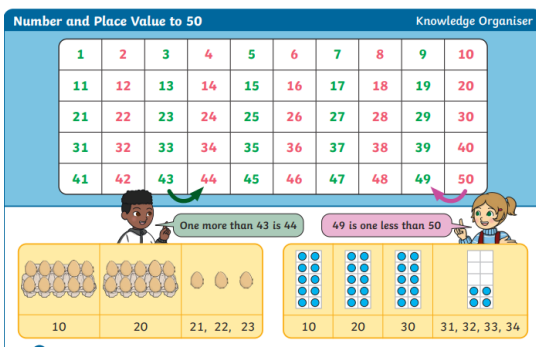 Number and Place Value to 50
Knowledge Organiser
1 2 3 4 5 6 7 8 9 10
11 12 13 14 15 16 17 18 19 20
21 22 23 24 25 26 27 28 29 30
31 32 33 34 35 36 37 38 39 40
41 42 43 44 45 46 47 48 49 50
One more than 43 is 44
49 is one less than 50
10 20 21, 22, 23
10 20 30 31, 32, 33, 34